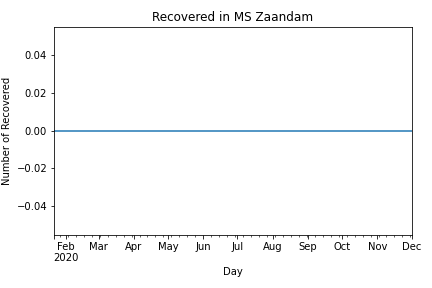 Recovered in MS Zaandam
Number of Recovered
0.04
0.02
0.00
−0.02
−0.04
Feb Mar Apr May Jun Jul Aug Sep Oct Nov Dec
2020
Day